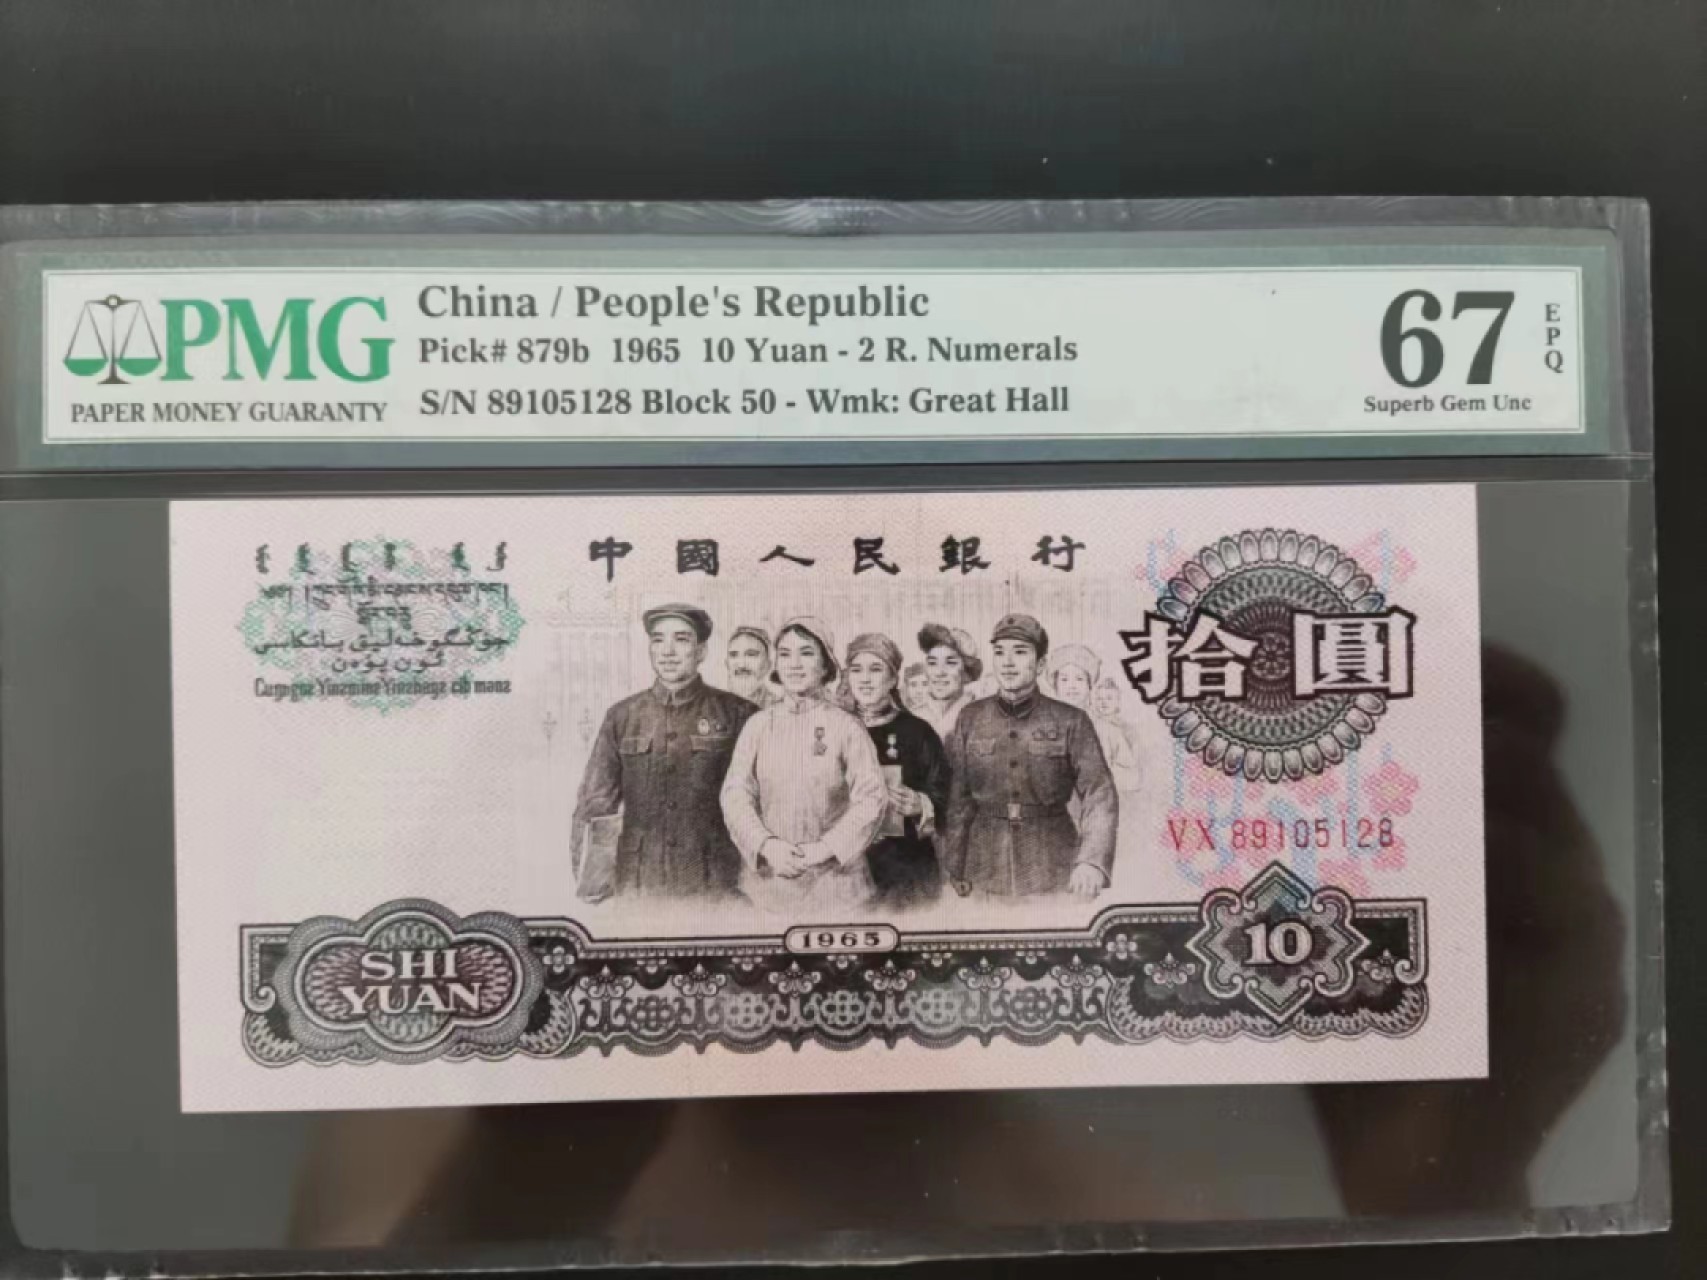 PMG
PAPER MONEY GUARANTY
China / People's Republic
Pick# 879b 1965 10 Yuan - 2 R. Numerals
S/N 89105128 Block 50 - Wmk: Great Hall
67
EPQ
Superb Gem Unc
中國人民銀行
拾圓
VX 89105128
1965
SHI
YUAN
10